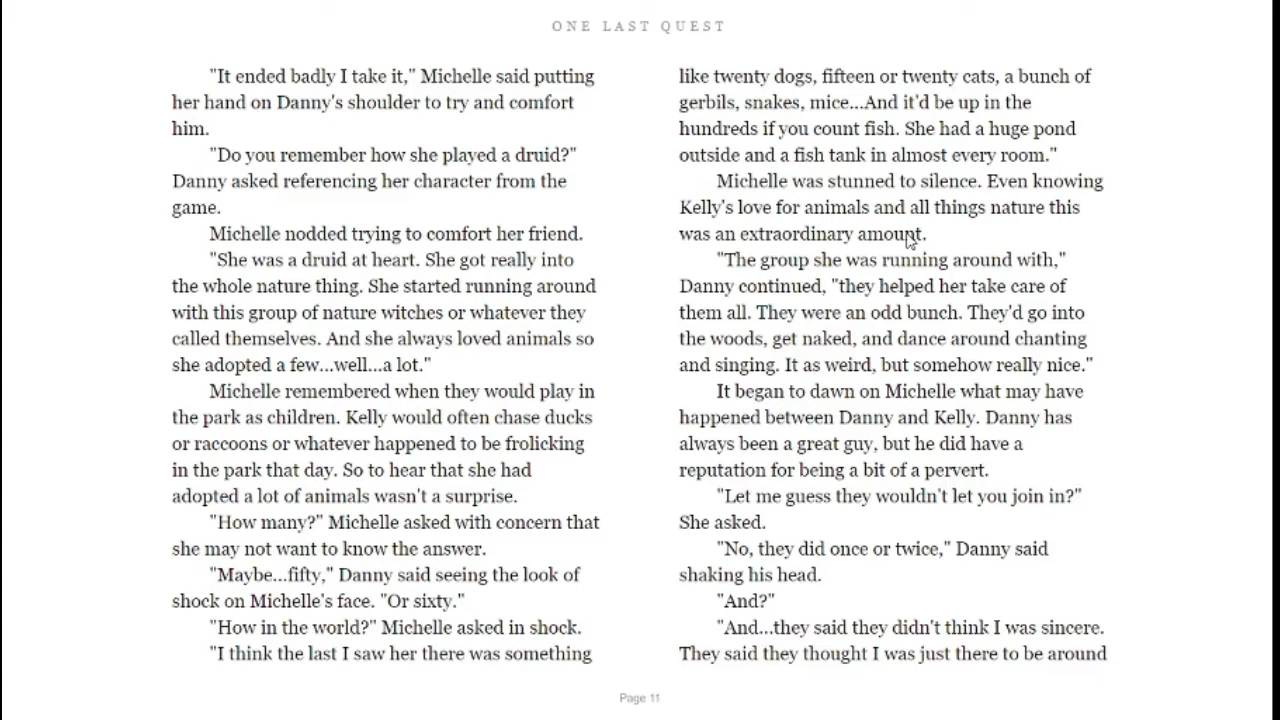 ONE LAST QUEST
"It ended badly I take it," Michelle said putting
her hand on Danny's shoulder to try and comfort
him.
"Do you remember how she played a druid?"
Danny asked referencing her character from the
game.
Michelle nodded trying to comfort her friend.
"She was a druid at heart. She got really into
the whole nature thing. She started running around
with this group of nature witches or whatever they
called themselves. And she always loved animals so
she adopted a few...well...a lot."
Michelle remembered when they would play in
the park as children. Kelly would often chase ducks
or raccoons or whatever happened to be frolicking
in the park that day. So to hear that she had
adopted a lot of animals wasn't a surprise.
"How many?" Michelle asked with concern that
she may not want to know the answer.
"Maybe...fifty," Danny said seeing the look of
shock on Michelle's face. "Or sixty."
"How in the world?" Michelle asked in shock.
"I think the last I saw her there was something
like twenty dogs, fifteen or twenty cats, a bunch of
gerbils, snakes, mice...And it'd be up in the
hundreds if you count fish. She had a huge pond
outside and a fish tank in almost every room."
Michelle was stunned to silence. Even knowing
Kelly's love for animals and all things nature this
was an extraordinary amount.
"The group she was running around with,"
Danny continued, "they helped her take care of
them all. They were an odd bunch. They'd go into
the woods, get naked, and dance around chanting
and singing. It as weird, but somehow really nice."
It began to dawn on Michelle what may have
happened between Danny and Kelly. Danny has
always been a great guy, but he did have a
reputation for being a bit of a pervert.
"Let me guess they wouldn't let you join in?"
She asked.
"No, they did once or twice," Danny said
shaking his head.
"And?"
"And...they said they didn't think I was sincere.
They said they thought I was just there to be around
Page 11